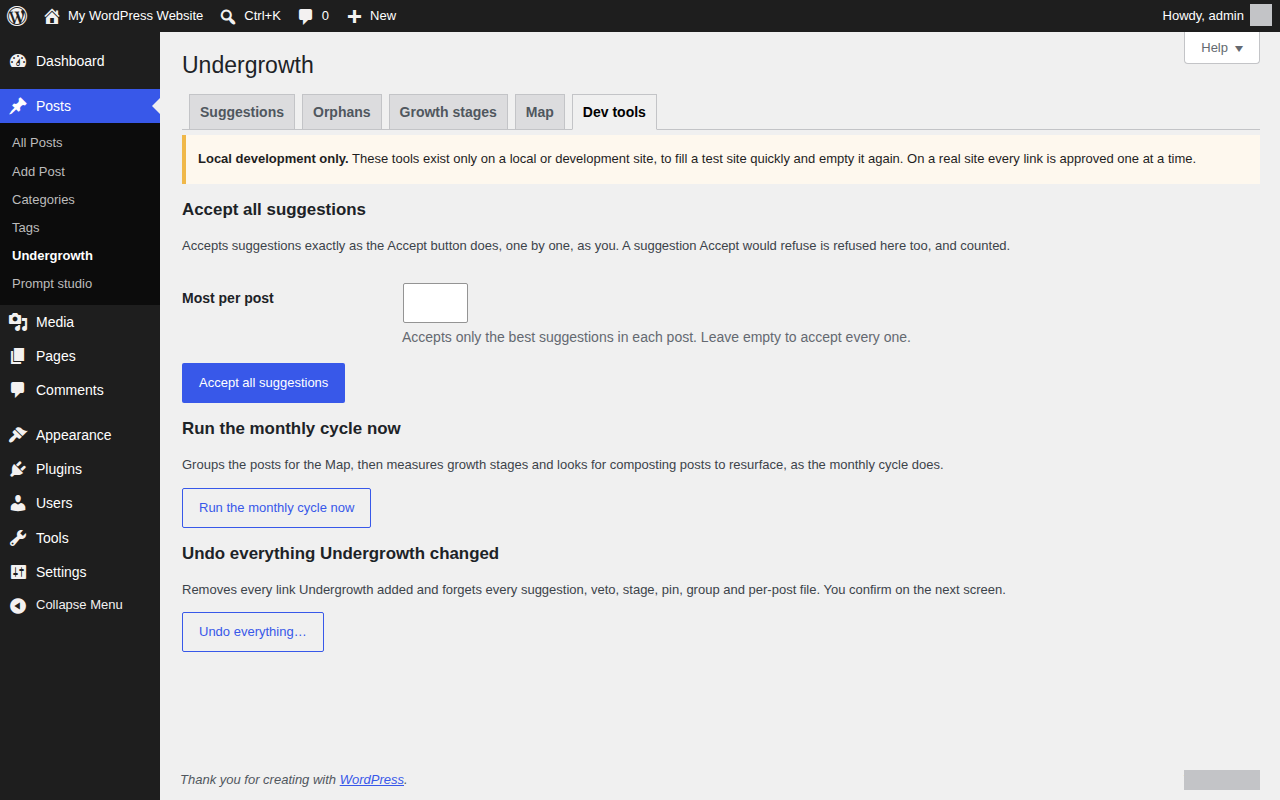 My WordPress Website
Ctrl+K
0
New
Howdy, admin
Help
Dashboard
Posts
All Posts
Add Post
Categories
Tags
Undergrowth
Prompt studio
Media
Pages
Comments
Appearance
Plugins
Users
Tools
Settings
Collapse Menu
Undergrowth
Suggestions
Orphans
Growth stages
Map
Dev tools
Local development only. These tools exist only on a local or development site, to fill a test site quickly and empty it again. On a real site every link is approved one at a time.
Accept all suggestions
Accepts suggestions exactly as the Accept button does, one by one, as you. A suggestion Accept would refuse is refused here too, and counted.
Most per post
Accepts only the best suggestions in each post. Leave empty to accept every one.
Accept all suggestions
Run the monthly cycle now
Groups the posts for the Map, then measures growth stages and looks for composting posts to resurface, as the monthly cycle does.
Run the monthly cycle now
Undo everything Undergrowth changed
Removes every link Undergrowth added and forgets every suggestion, veto, stage, pin, group and per-post file. You confirm on the next screen.
Undo everything…
Thank you for creating with WordPress.